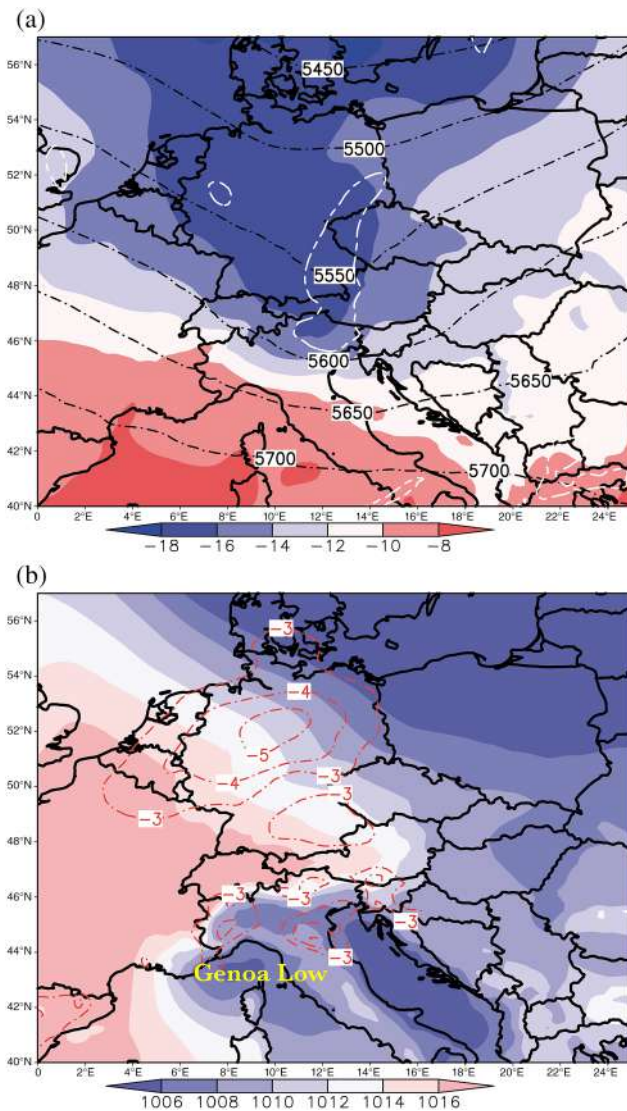 (a)
56°N
54°N
52°N
50°N
48°N
46°N
44°N
42°N
40°N
5450
5500
5550
5600
5650
5650
5700
5700
0 2°E 4°E 6°E 8°E 10°E 12°E 14°E 16°E 18°E 20°E 22°E 24°E
-18 -16 -14 -12 -10 -8
(b)
56°N
54°N
52°N
50°N
48°N
46°N
44°N
42°N
40°N
-3
-4
-5
-4 -3
-3 -3
-3 -3
-3
-3
Genoa Low
0 2°E 4°E 6°E 8°E 10°E 12°E 14°E 16°E 18°E 20°E 22°E 24°E
1006 1008 1010 1012 1014 1016